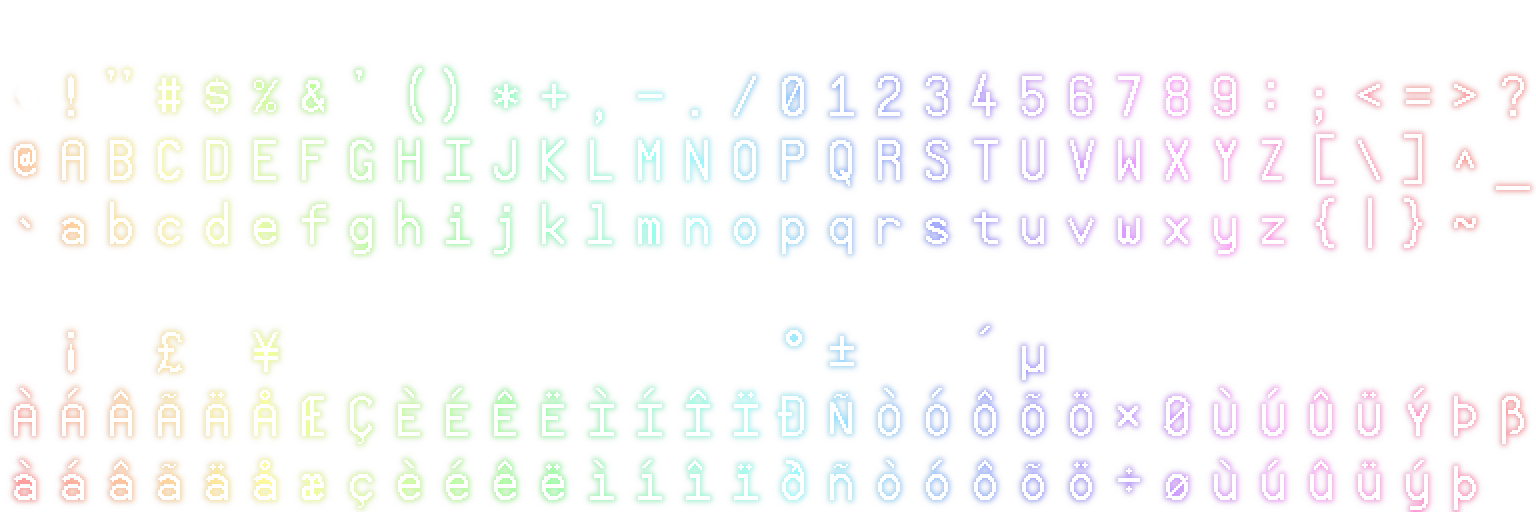 ! " # $ % & ' ( ) * + , - . / 0 1 2 3 4 5 6 7 8 9 : ; < = > ?
@ A B C D E F G H I J K L M N O P Q R S T U V W X Y Z [ \ ] ^ _
` a b c d e f g h i j k l m n o p q r s t u v w x y z { | } ~
¡ £ ¥ ° ± ´ µ
À Á Â Ã Ä Å Æ Ç È É Ê Ë Ì Í Î Ï Ð Ñ Ò Ó Ô Õ Ö × Ø Ù Ú Û Ü Ý Þ ß
à á â ã ä å æ ç è é ê ë ì í î ï ð ñ ò ó ô õ ö ÷ ø ù ú û ü ý þ